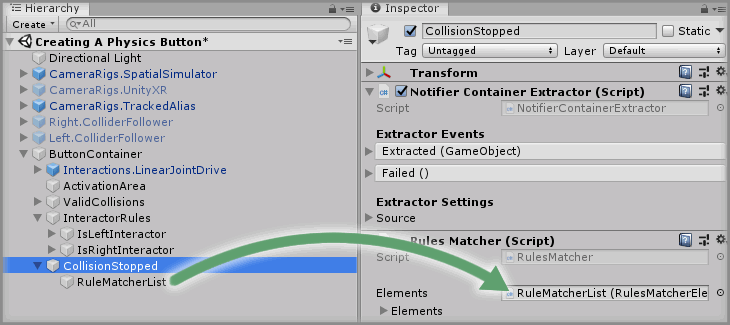 Hierarchy
Create
All
Creating A Physics Button*
Directional Light
CameraRigs.SpatialSimulator
CameraRigs.UnityXR
CameraRigs.TrackedAlias
Right.ColliderFollower
Left.ColliderFollower
ButtonContainer
Interactions.LinearJointDrive
ActivationArea
ValidCollisions
InteractorRules
IsLeftInteractor
IsRightInteractor
CollisionStopped
RuleMatcherList
Inspector
CollisionStopped
Static
Tag Untagged Layer Default
Transform
Notifier Container Extractor (Script)
Script NotifierContainerExtractor
Extractor Events
Extracted (GameObject)
Failed ()
Extractor Settings
Source
Rules Matcher (Script)
Script RulesMatcher
Elements RuleMatcherList (RulesMatcherEle
Elements